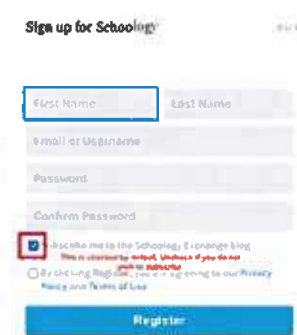 Sign up for Schoology
First Name
Last Name
Email or Username
Password
Confirm Password
Subscribe me to the Schoology Exchange blog
This is checked by default. Uncheck if you do not
wish to subscribe
By clicking Register, you are agreeing to our Privacy
Policy and Terms of Use
Register